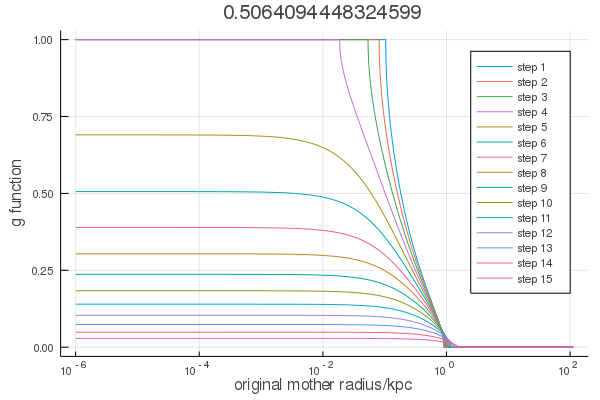 0.5064094448324599
g function
1.00
0.75
0.50
0.25
0.00
step 1
step 2
step 3
step 4
step 5
step 6
step 7
step 8
step 9
step 10
step 11
step 12
step 13
step 14
step 15
10^-6 10^-4 10^-2 10^0 10^2
original mother radius/kpc